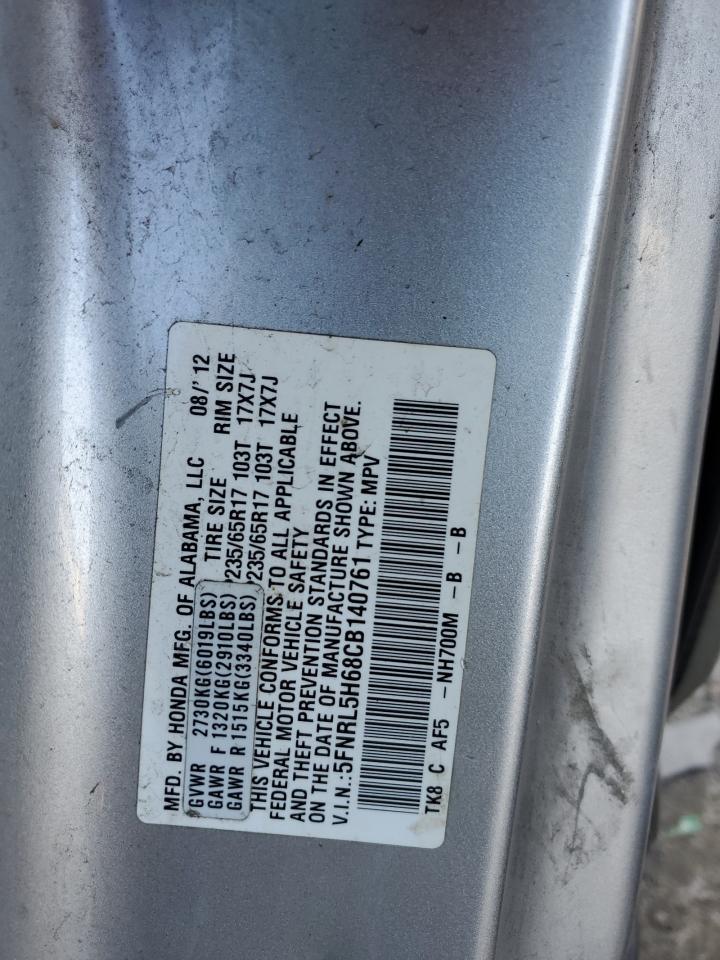 MFD. BY HONDA MFG. OF ALABAMA, LLC 08/'12
TIRE SIZE RIM SIZE
GVWR 2730KG(6019LBS)
GAWR F 1320KG(2910LBS) P235/65R17 103T 17X7J
GAWR R 1515KG(3340LBS) P235/65R17 103T 17X7J
THIS VEHICLE CONFORMS TO ALL APPLICABLE
FEDERAL MOTOR VEHICLE SAFETY
AND THEFT PREVENTION STANDARDS IN EFFECT
ON THE DATE OF MANUFACTURE SHOWN ABOVE.
V.I.N.:5FNRL5H68CB140761 TYPE: MPV
TK8 C AF5 -NH700M -B -B